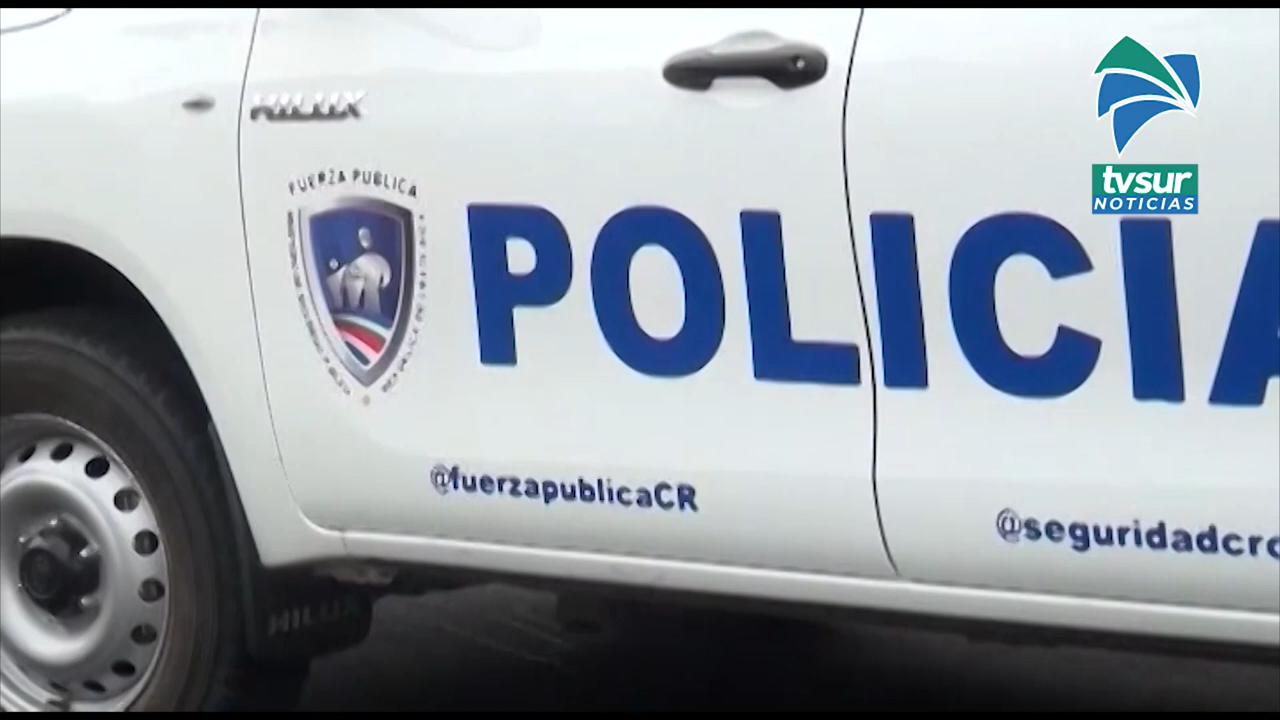 HILUX
tvsur
NOTICIAS
FUERZA PUBLICA
POLICIA
@fuerzapublicaCR
@seguridadcr
HILUX